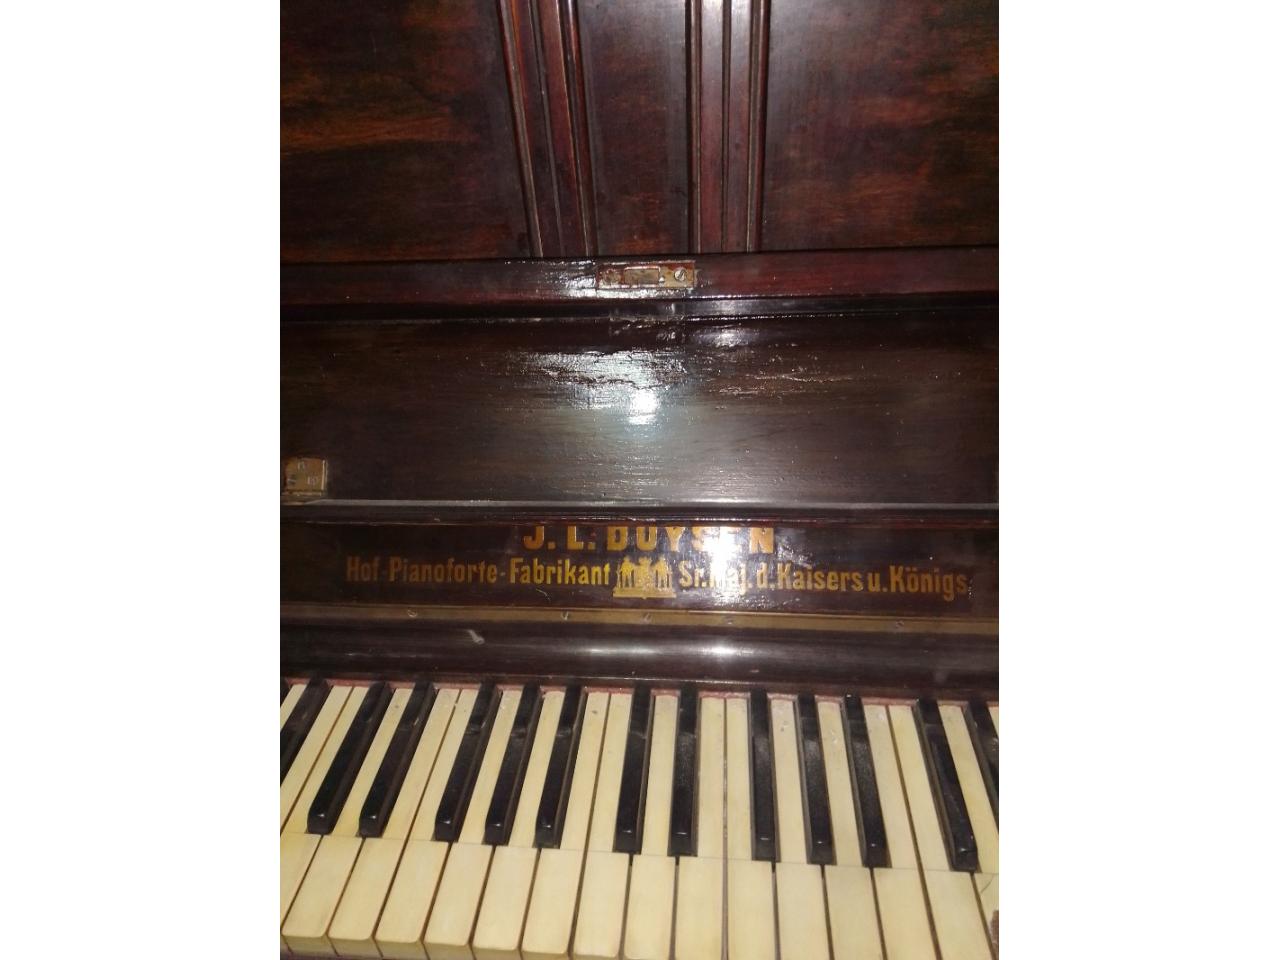 J. L. DUYSEN
Hof-Pianoforte-Fabrikant Sr. Maj. d. Kaisers u. Königs